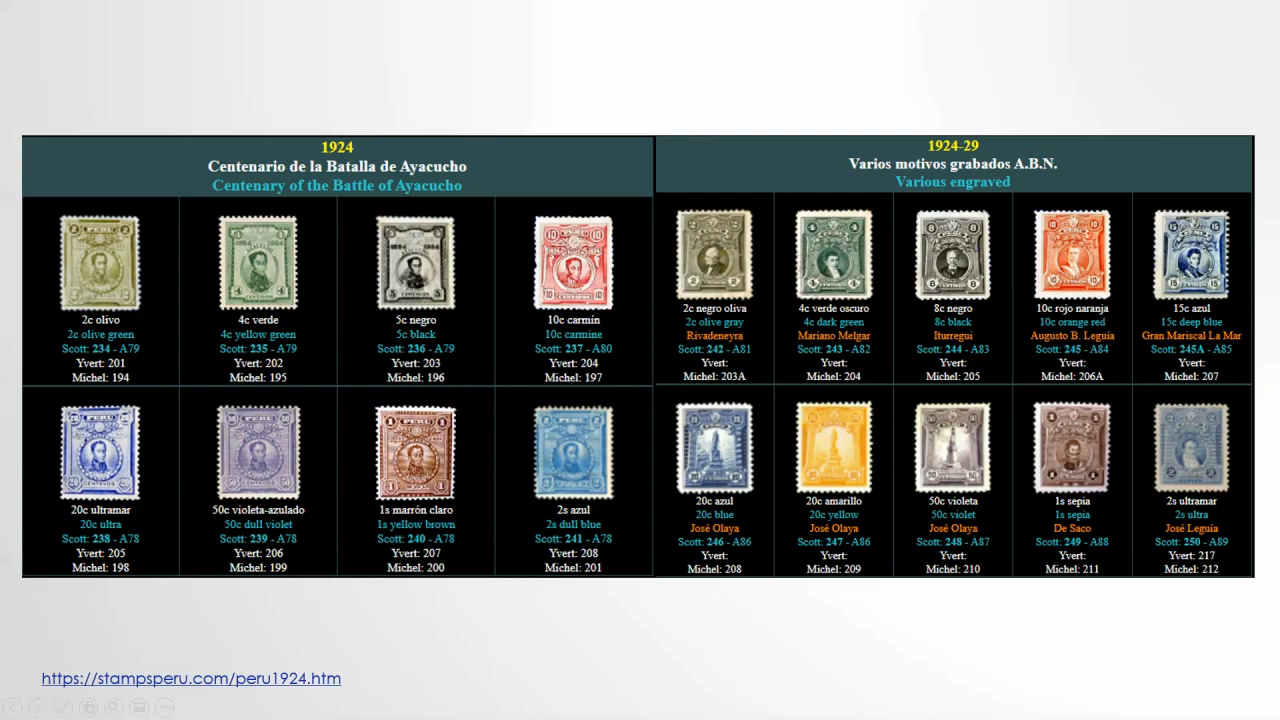 1924
Centenario de la Batalla de Ayacucho
Centenary of the Battle of Ayacucho
2c olivo
2c olive green
Scott: 234 - A79
Yvert: 201
Michel: 194
4c verde
4c yellow green
Scott: 235 - A79
Yvert: 202
Michel: 195
5c negro
5c black
Scott: 236 - A79
Yvert: 203
Michel: 196
10c carmín
10c carmine
Scott: 237 - A80
Yvert: 204
Michel: 197
20c ultramar
20c ultra
Scott: 238 - A78
Yvert: 205
Michel: 198
50c violeta-azulado
50c dull violet
Scott: 239 - A78
Yvert: 206
Michel: 199
1s marrón claro
1s yellow brown
Scott: 240 - A78
Yvert: 207
Michel: 200
2s azul
2s dull blue
Scott: 241 - A78
Yvert: 208
Michel: 201
1924-29
Varios motivos grabados A.B.N.
Various engraved
2c negro oliva
2c olive gray
Rivadeneyra
Scott: 242 - A81
Yvert:
Michel: 203A
4c verde oscuro
4c dark green
Mariano Melgar
Scott: 243 - A82
Yvert:
Michel: 204
8c negro
8c black
Iturregui
Scott: 244 - A83
Yvert:
Michel: 205
10c rojo naranja
10c orange red
Augusto B. Leguía
Scott: 245 - A84
Yvert:
Michel: 206A
15c azul
15c deep blue
Gran Mariscal La Mar
Scott: 245A - A85
Yvert:
Michel: 207
20c azul
20c blue
José Olaya
Scott: 246 - A86
Yvert:
Michel: 208
20c amarillo
20c yellow
José Olaya
Scott: 247 - A86
Yvert:
Michel: 209
50c violeta
50c violet
José Olaya
Scott: 248 - A87
Yvert:
Michel: 210
1s sepia
1s sepia
De Saco
Scott: 249 - A88
Yvert:
Michel: 211
2s ultramar
2s ultra
José Leguía
Scott: 250 - A89
Yvert: 217
Michel: 212
https://stampsperu.com/peru1924.htm